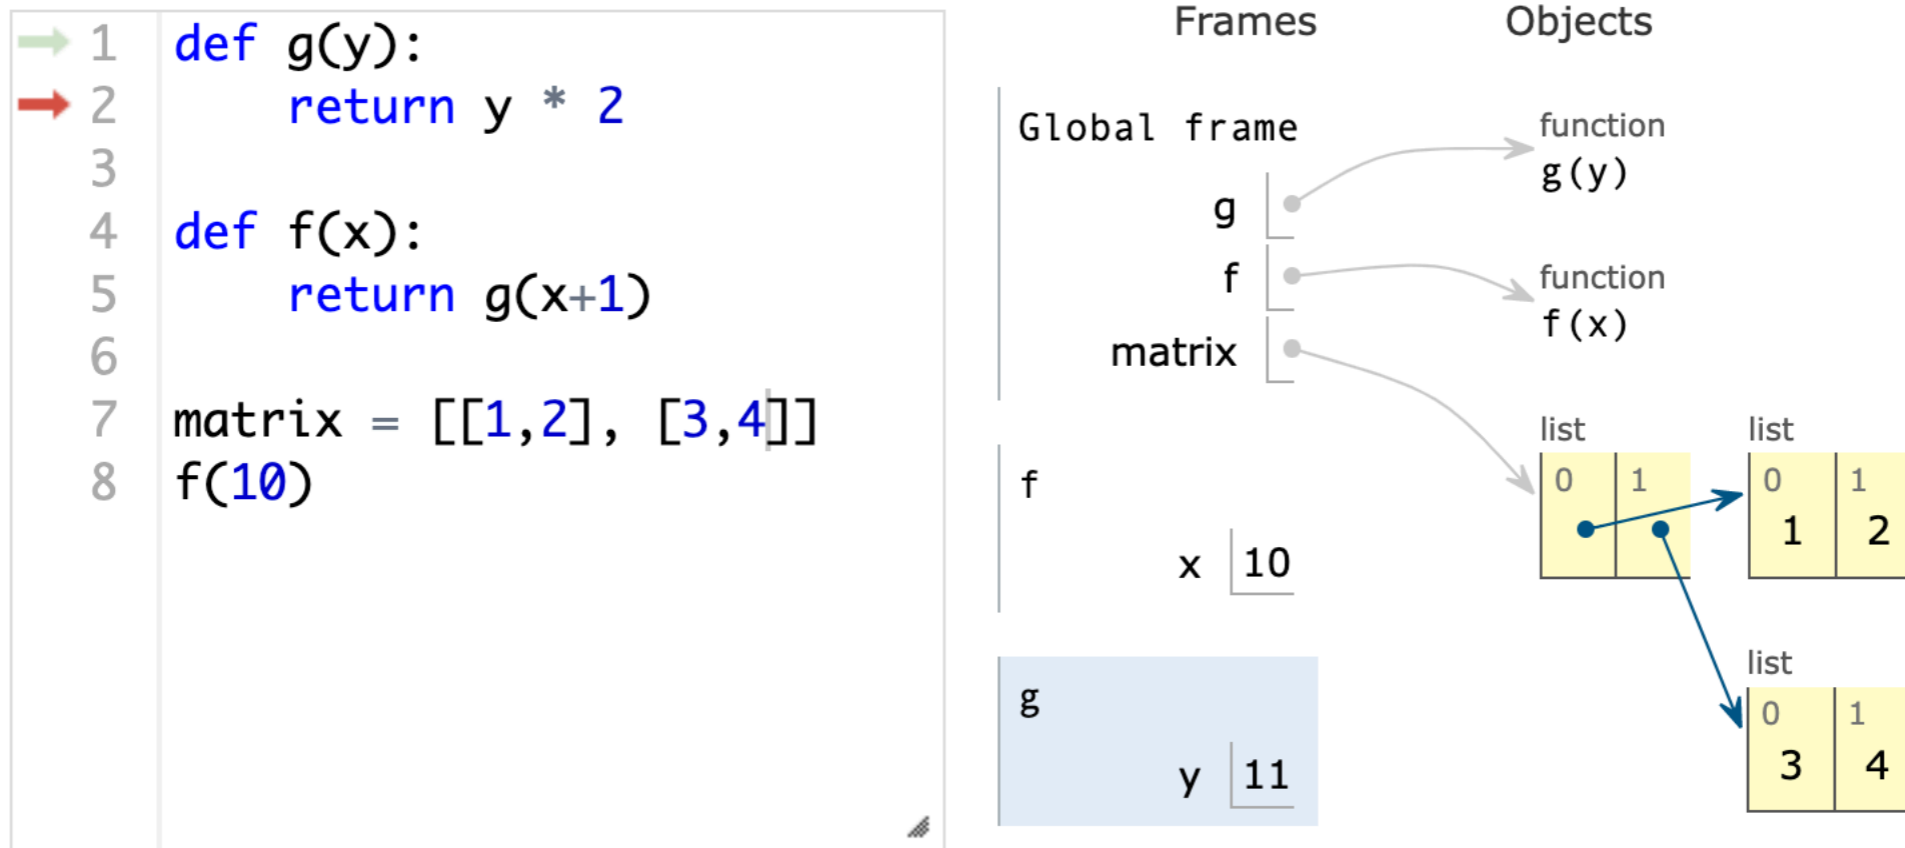 1 def g(y):
2     return y * 2
3
4 def f(x):
5     return g(x+1)
6
7 matrix = [[1,2], [3,4]]
8 f(10)
Frames Objects
Global frame
g
f
matrix
function
g(y)
function
f(x)
list
0 1
list
0 1
1 2
list
0 1
3 4
f
x 10
g
y 11